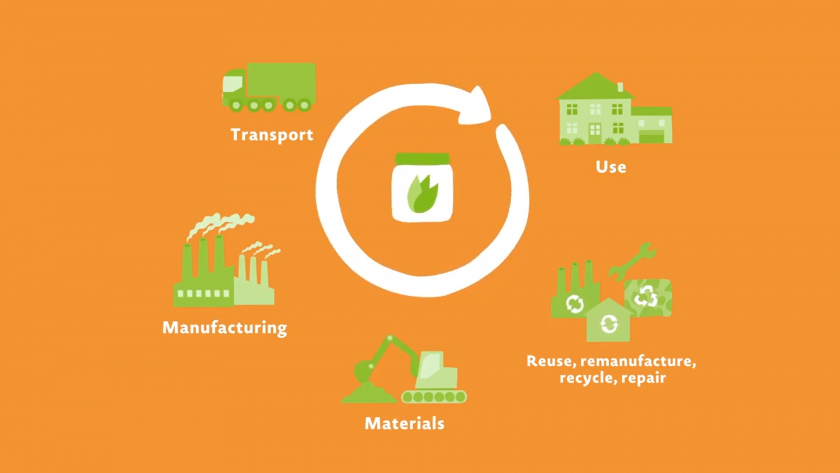 Transport
Use
Manufacturing
Reuse, remanufacture,
recycle, repair
Materials